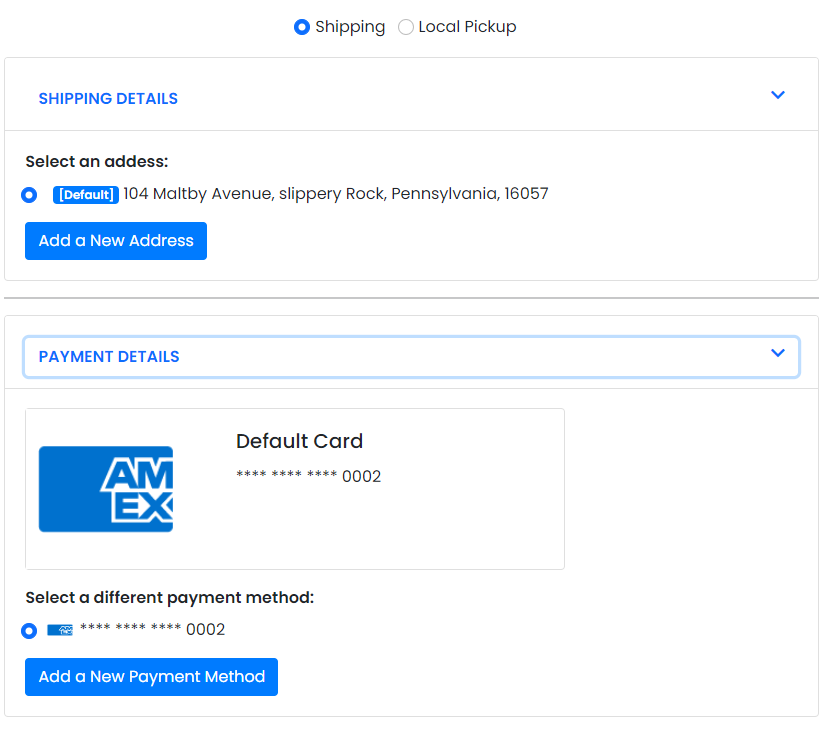 Shipping Local Pickup
SHIPPING DETAILS
Select an addess:
[Default] 104 Maltby Avenue, slippery Rock, Pennsylvania, 16057
Add a New Address
PAYMENT DETAILS
Default Card
**** **** **** 0002
AM
EX
Select a different payment method:
**** **** **** 0002
Add a New Payment Method